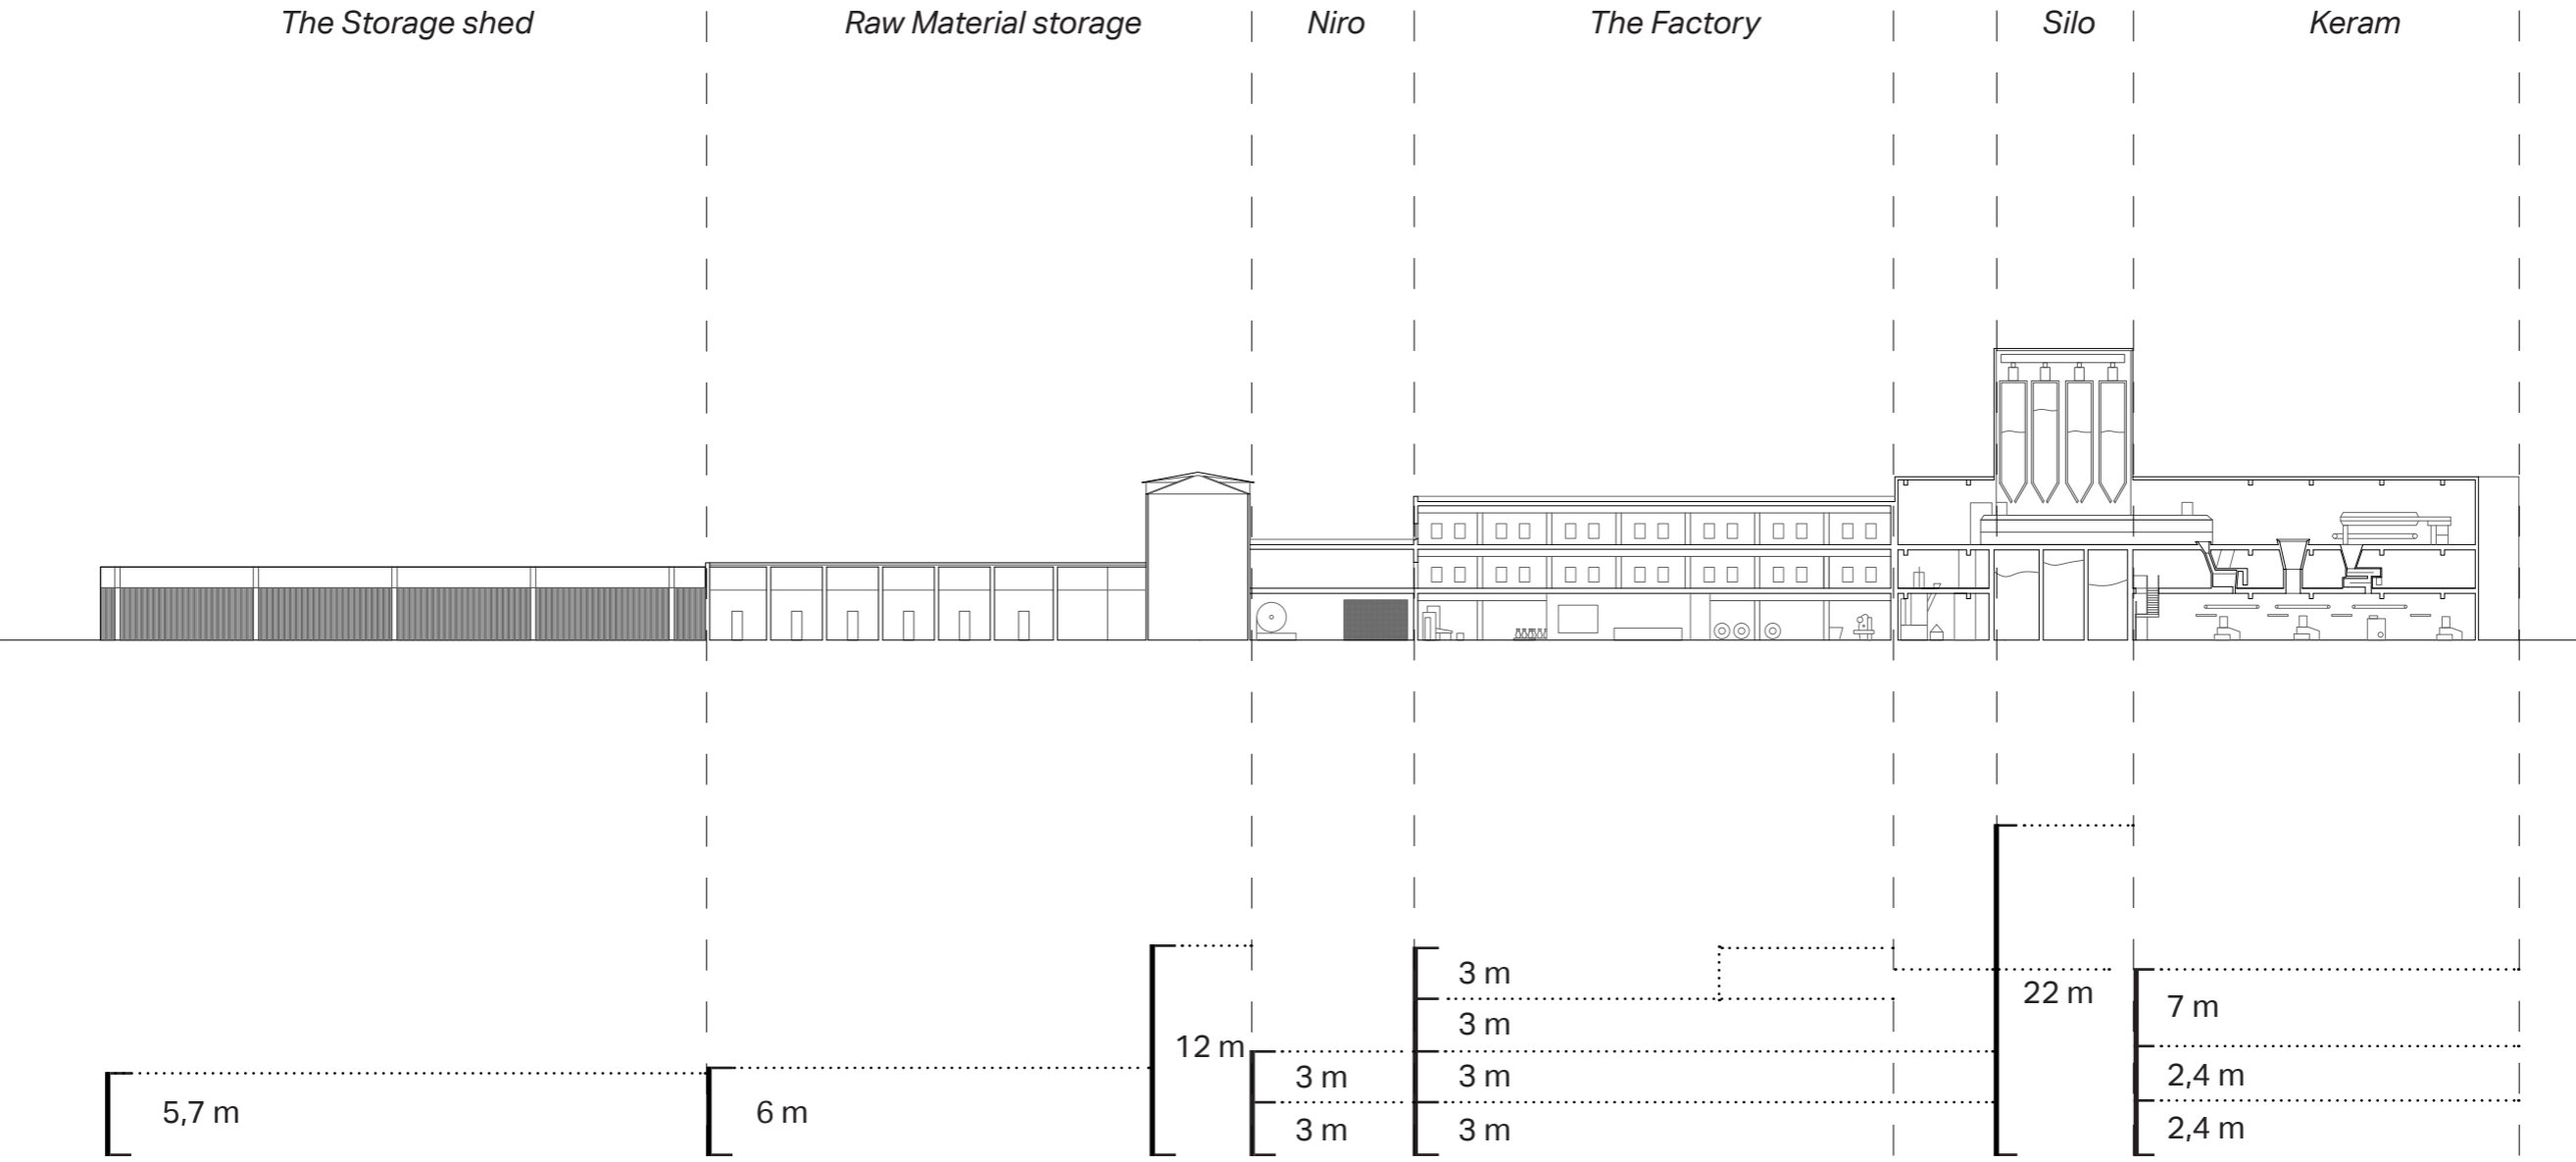 The Storage shed
Raw Material storage
Niro
The Factory
Silo
Keram
5,7 m
6 m
12 m
3 m
3 m
3 m
3 m
3 m
3 m
22 m
7 m
2,4 m
2,4 m